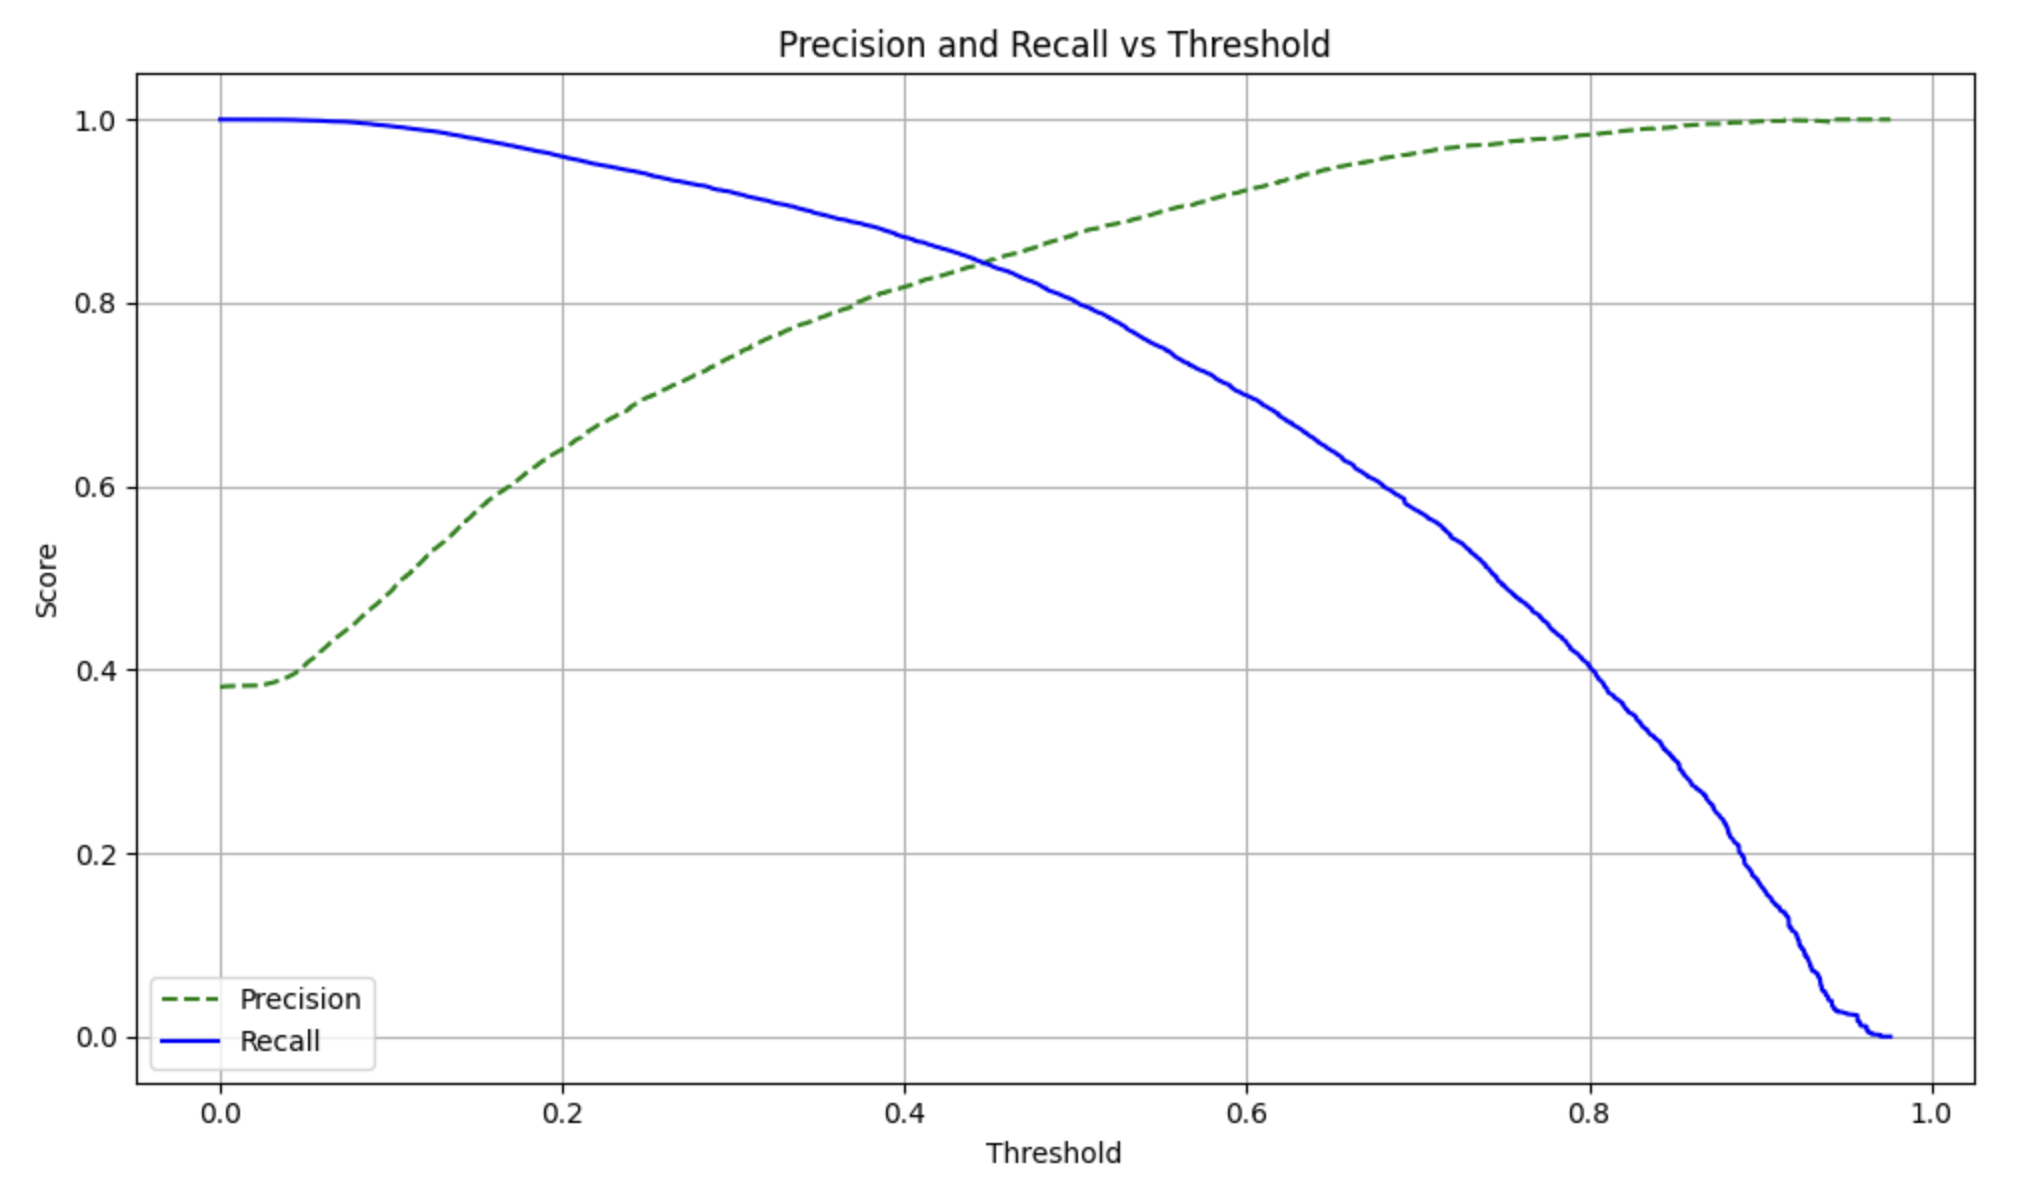 Precision and Recall vs Threshold
1.0
0.8
0.6
0.4
0.2
0.0
Score
Precision
Recall
0.0 0.2 0.4 0.6 0.8 1.0
Threshold